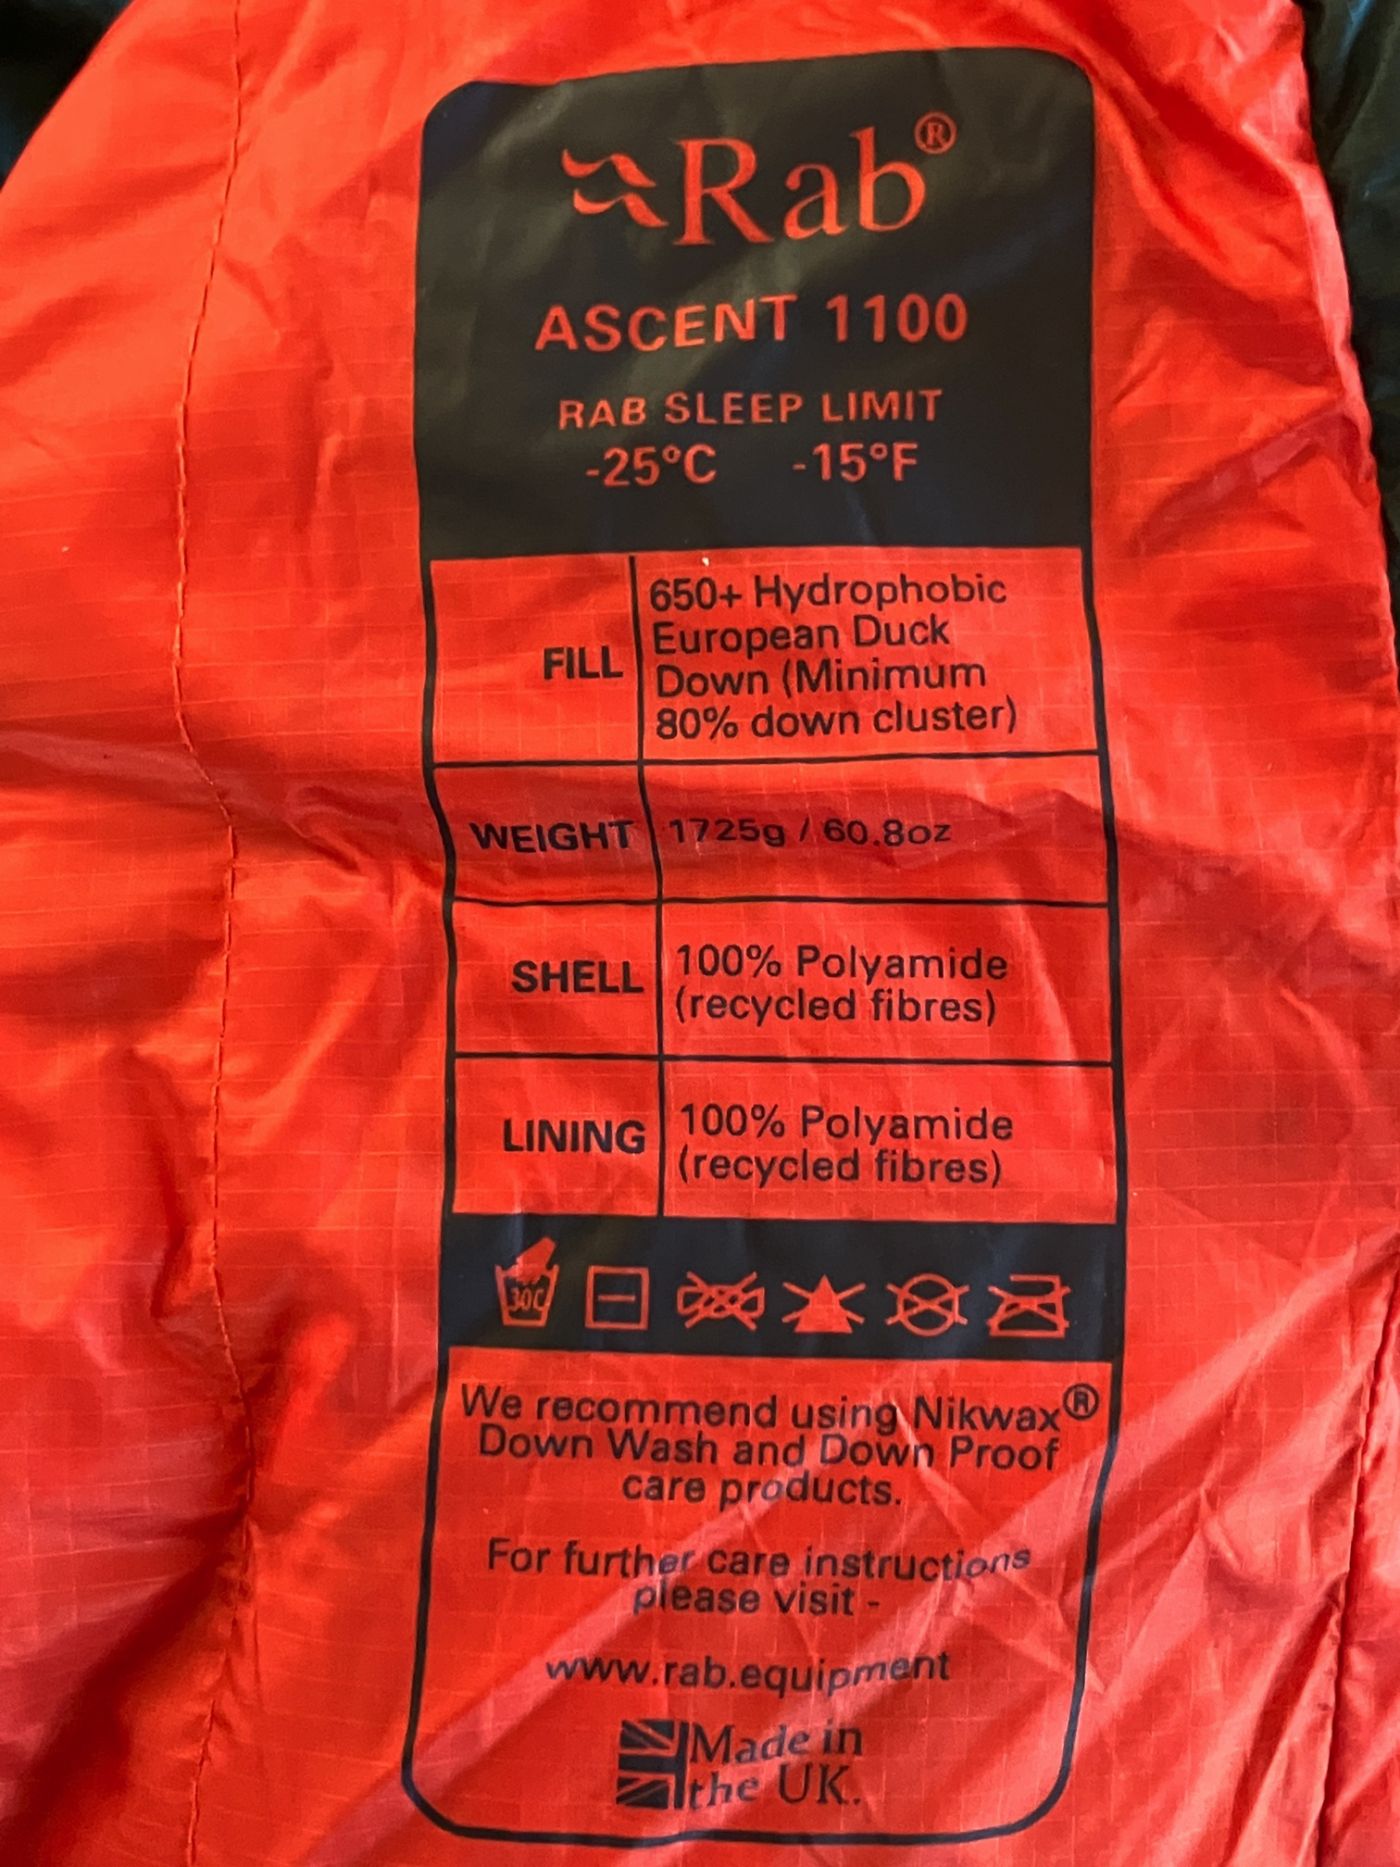 Rab®
ASCENT 1100
RAB SLEEP LIMIT
-25°C -15°F
FILL
650+ Hydrophobic
European Duck
Down (Minimum
80% down cluster)
WEIGHT
1725g / 60.8oz
SHELL
100% Polyamide
(recycled fibres)
LINING
100% Polyamide
(recycled fibres)
30C
We recommend using Nikwax®
Down Wash and Down Proof
care products.
For further care instructions
please visit -
www.rab.equipment
Made in
the UK.